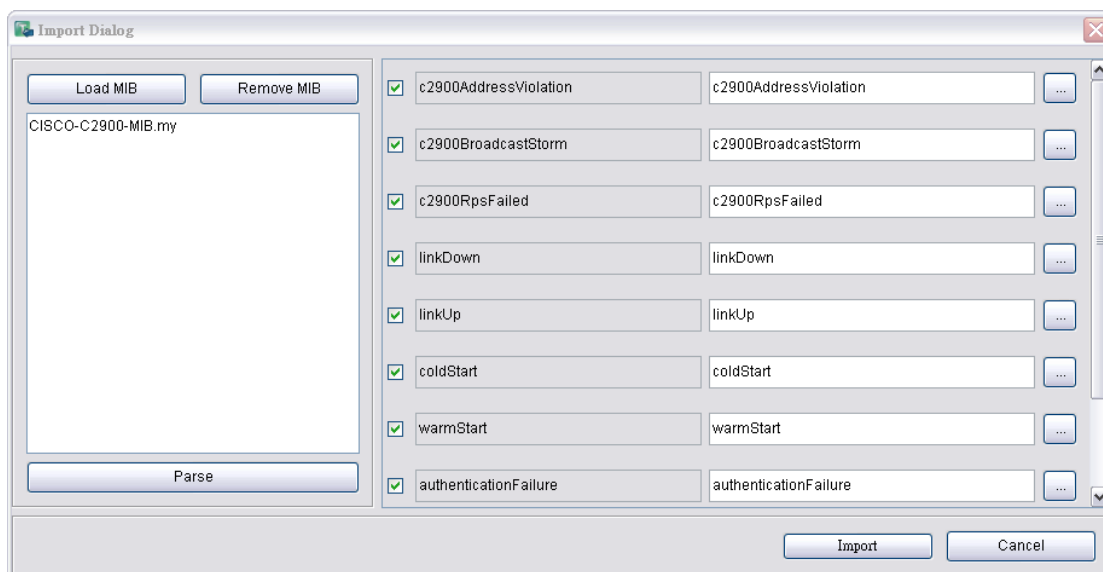 Import Dialog
Load MIB Remove MIB
CISCO-C2900-MIB.my
Parse
c2900AddressViolation c2900AddressViolation ...
c2900BroadcastStorm c2900BroadcastStorm ...
c2900RpsFailed c2900RpsFailed ...
linkDown linkDown ...
linkUp linkUp ...
coldStart coldStart ...
warmStart warmStart ...
authenticationFailure authenticationFailure ...
Import Cancel